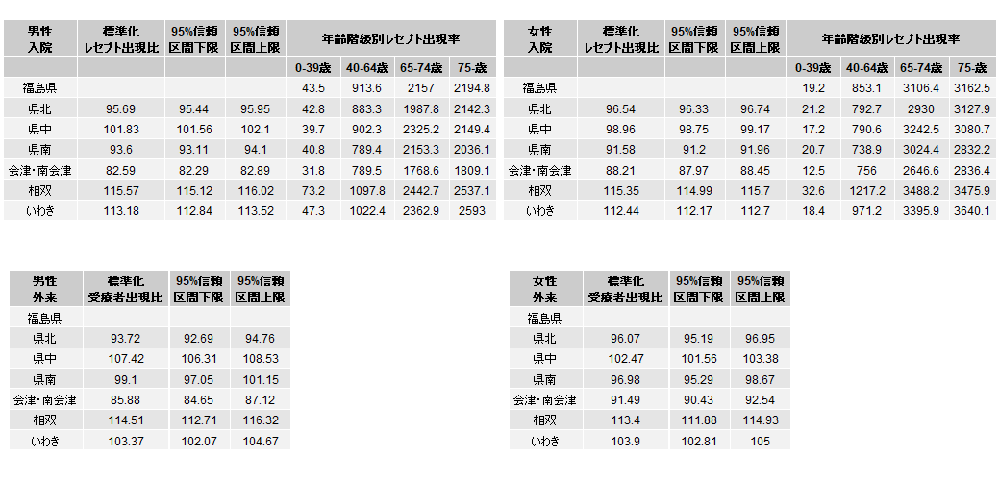 男性 標準化 95%信頼 95%信頼 年齢階級別レセプト出現率
入院 レセプト出現比 区間下限 区間上限
0-39歳 40-64歳 65-74歳 75-歳
福島県 43.5 913.6 2157 2194.8
県北 95.69 95.44 95.95 42.8 883.3 1987.8 2142.3
県中 101.83 101.56 102.1 39.7 902.3 2325.2 2149.4
県南 93.6 93.11 94.1 40.8 789.4 2153.3 2036.1
会津・南会津 82.59 82.29 82.89 31.8 789.5 1768.6 1809.1
相双 115.57 115.12 116.02 73.2 1097.8 2442.7 2537.1
いわき 113.18 112.84 113.52 47.3 1022.4 2362.9 2593
女性 標準化 95%信頼 95%信頼 年齢階級別レセプト出現率
入院 レセプト出現比 区間下限 区間上限
0-39歳 40-64歳 65-74歳 75-歳
福島県 19.2 853.1 3106.4 3162.5
県北 96.54 96.33 96.74 21.2 792.7 2930 3127.9
県中 98.96 98.75 99.17 17.2 790.6 3242.5 3080.7
県南 91.58 91.2 91.96 20.7 738.9 3024.4 2832.2
会津・南会津 88.21 87.97 88.45 12.5 756 2646.6 2836.4
相双 115.35 114.99 115.7 32.6 1217.2 3488.2 3475.9
いわき 112.44 112.17 112.7 18.4 971.2 3395.9 3640.1
男性 標準化 95%信頼 95%信頼
外来 受療者出現比 区間下限 区間上限
福島県
県北 93.72 92.69 94.76
県中 107.42 106.31 108.53
県南 99.1 97.05 101.15
会津・南会津 85.88 84.65 87.12
相双 114.51 112.71 116.32
いわき 103.37 102.07 104.67
女性 標準化 95%信頼 95%信頼
外来 受療者出現比 区間下限 区間上限
福島県
県北 96.07 95.19 96.95
県中 102.47 101.56 103.38
県南 96.98 95.29 98.67
会津・南会津 91.49 90.43 92.54
相双 113.4 111.88 114.93
いわき 103.9 102.81 105